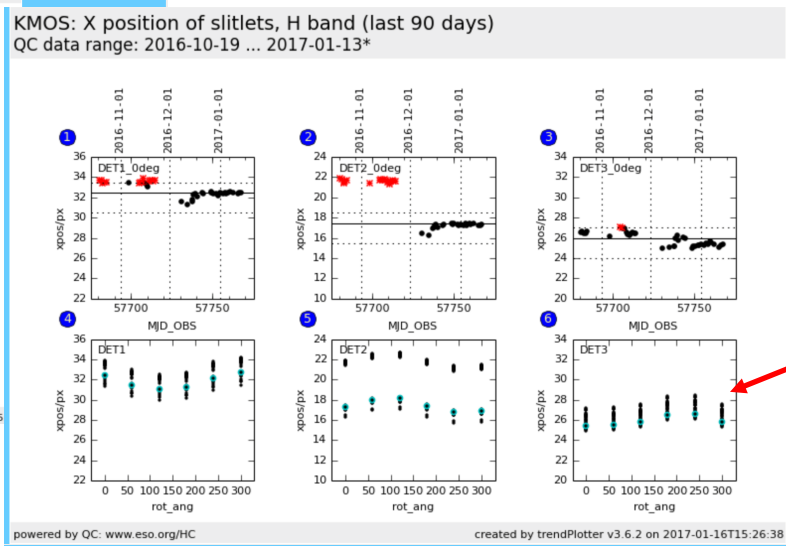 KMOS: X position of slitlets, H band (last 90 days)
QC data range: 2016-10-19 ... 2017-01-13*
2016-11-01 2016-12-01 2017-01-01
2016-11-01 2016-12-01 2017-01-01
2016-11-01 2016-12-01 2017-01-01
1
DET1_0deg
xpos/px
36
34
32
30
28
26
24
22
57700 57750
MJD_OBS
2
DET2_0deg
xpos/px
24
22
20
18
16
14
12
10
57700 57750
MJD_OBS
3
DET3_0deg
xpos/px
34
32
30
28
26
24
22
20
57700 57750
MJD_OBS
4
DET1
xpos/px
36
34
32
30
28
26
24
22
0 50 100 150 200 250 300
rot_ang
5
DET2
xpos/px
24
22
20
18
16
14
12
10
0 50 100 150 200 250 300
rot_ang
6
DET3
xpos/px
34
32
30
28
26
24
22
20
0 50 100 150 200 250 300
rot_ang
powered by QC: www.eso.org/HC
created by trendPlotter v3.6.2 on 2017-01-16T15:26:38